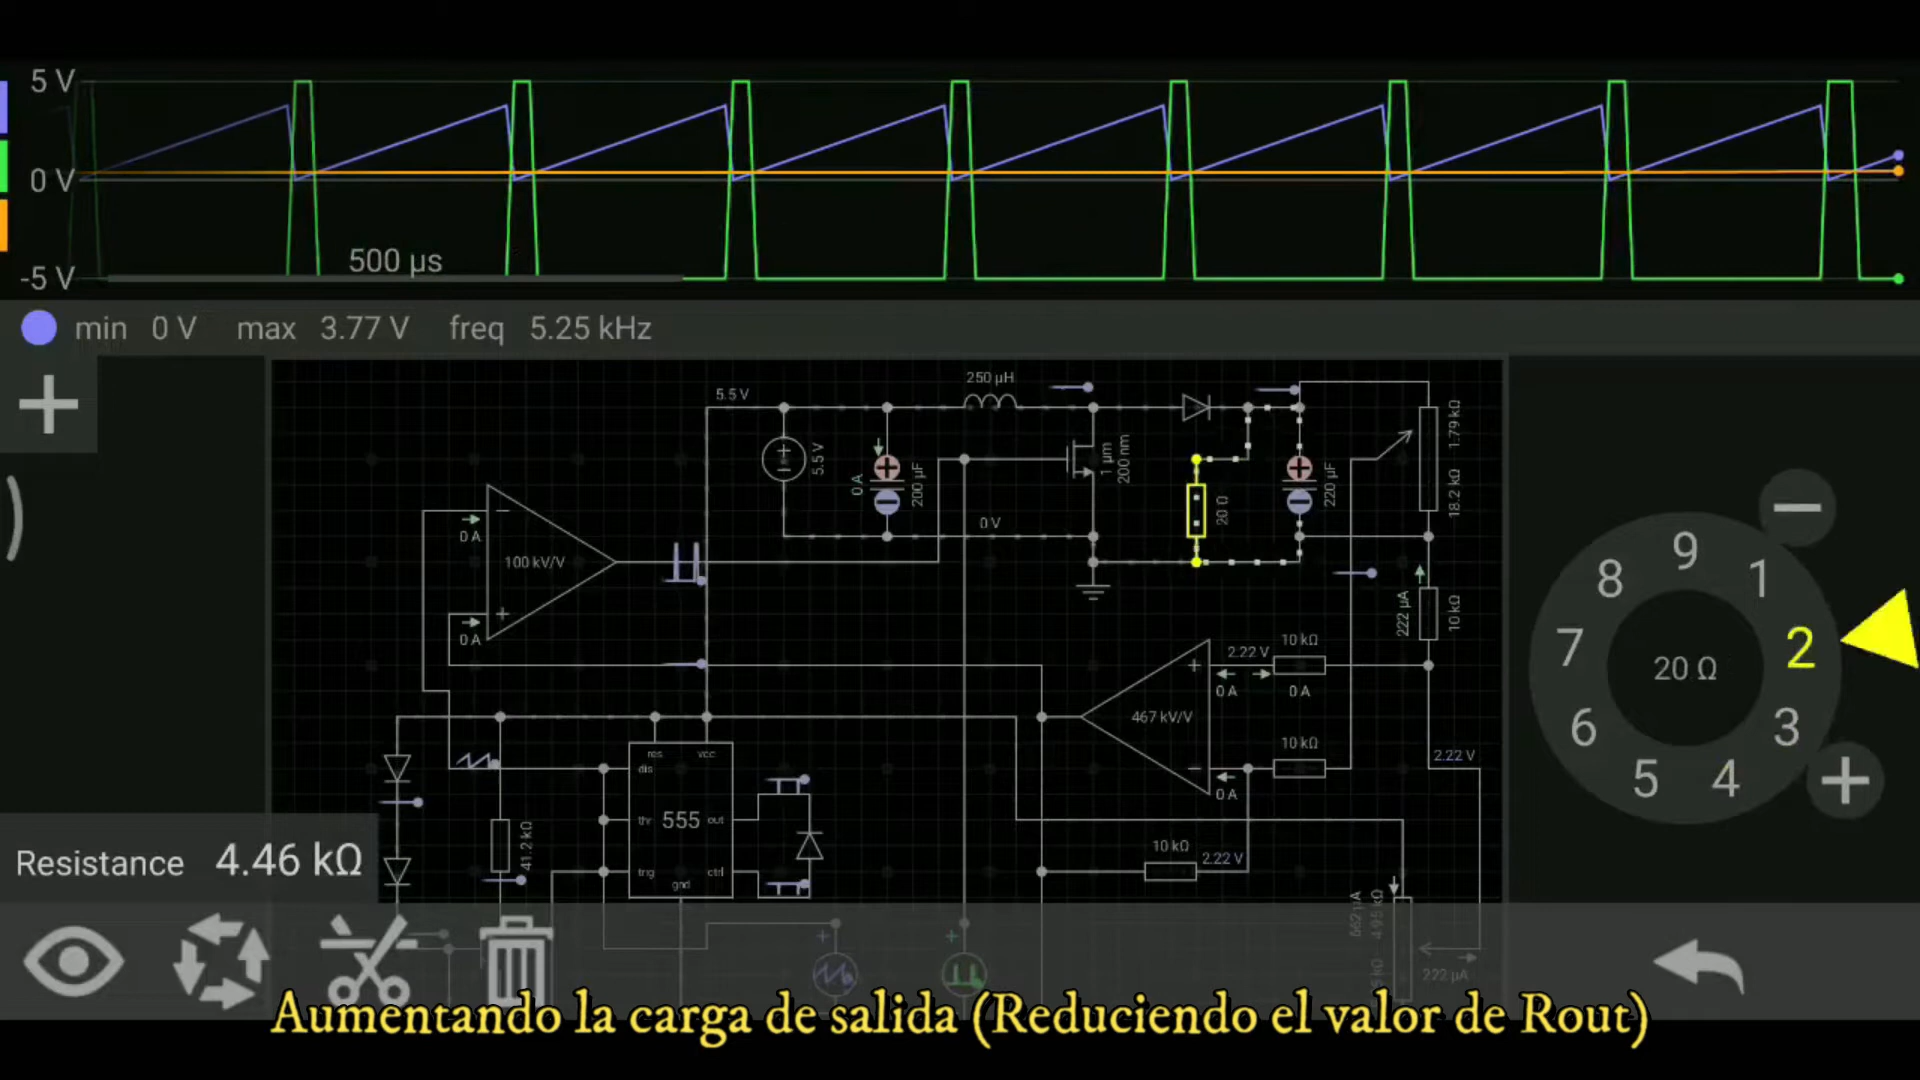 5 V
0 V
-5 V
500 µs
min 0 V max 3.77 V freq 5.25 kHz
5.5 V
250 µH
5.5 V
0 A
200 µF
1 µm
200 nm
20 Ω
220 µF
1.79 kΩ
18.2 kΩ
0 V
0 A
100 kV/V
0 A
222 µA
10 kΩ
10 kΩ
2.22 V
0 A
0 A
467 kV/V
10 kΩ
0 A
2.22 V
10 kΩ
2.22 V
res vcc
dis
thr 555 out
trig ctrl
gnd
41.2 kΩ
4.95 kΩ
222 µA
9
8 1
7 20 Ω 2
6 3
5 4
Resistance 4.46 kΩ
Aumentando la carga de salida (Reduciendo el valor de Rout)